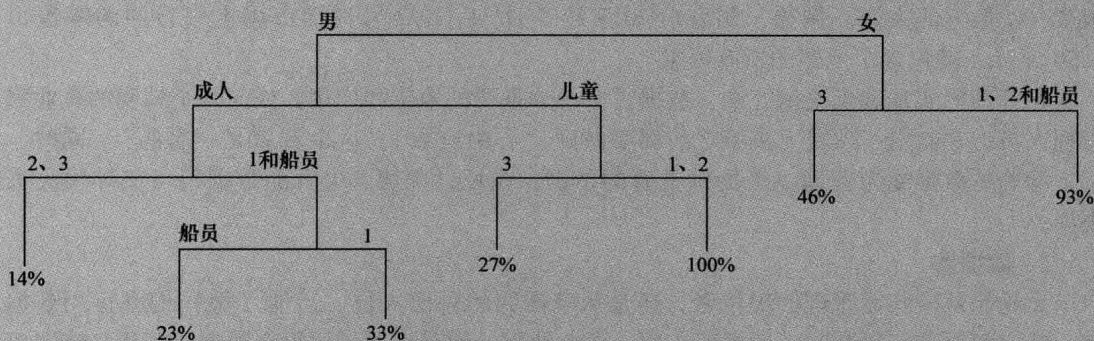 男 女
成人 儿童 3 1、2和船员
2、3 1和船员 3 1、2
46% 93%
船员 1
14% 27% 100%
23% 33%